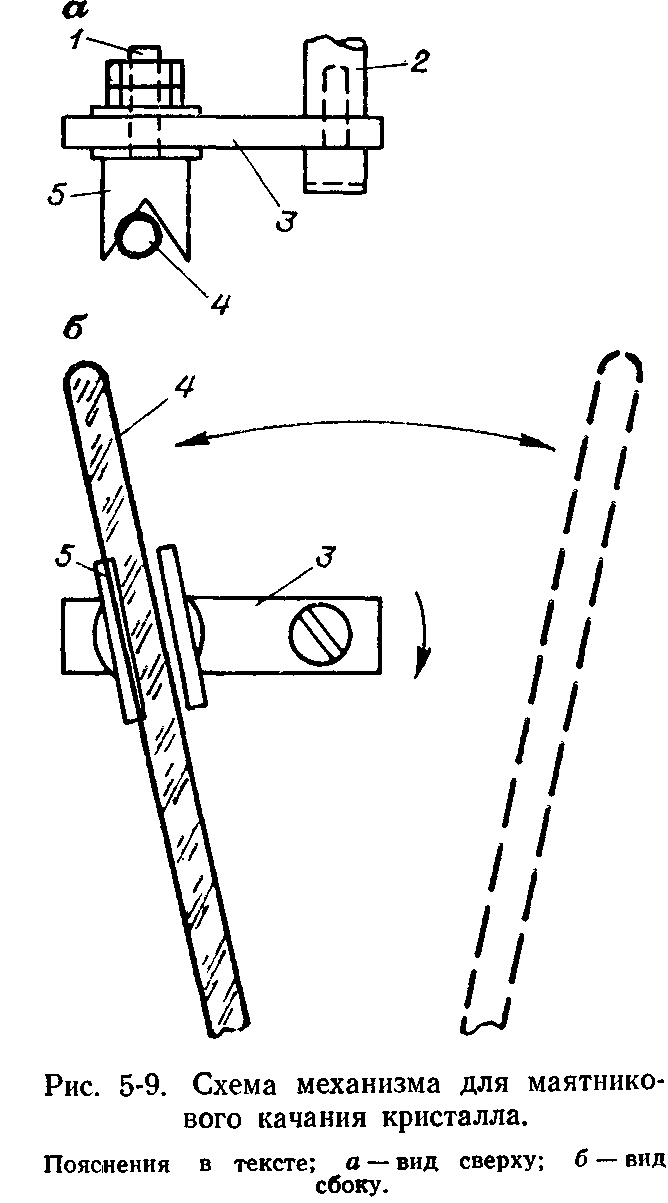 а
1
2
5
3
4
б
4
5
3
Рис. 5-9. Схема механизма для маятнико-
вого качания кристалла.
Пояснения в тексте; а — вид сверху; б — вид
сбоку.